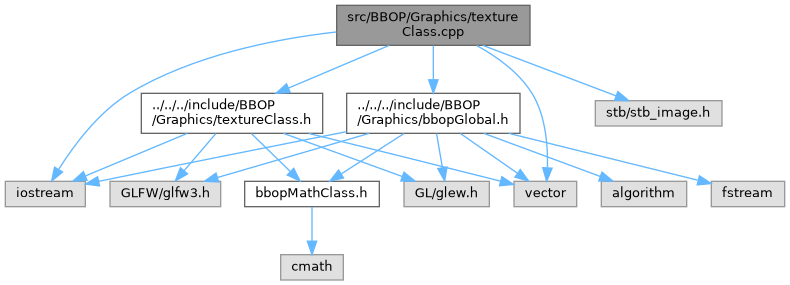 src/BBOP/Graphics/texture
Class.cpp
../../../include/BBOP
/Graphics/textureClass.h
../../../include/BBOP
/Graphics/bbopGlobal.h
stb/stb_image.h
iostream
GLFW/glfw3.h
bbopMathClass.h
GL/glew.h
vector
algorithm
fstream
cmath